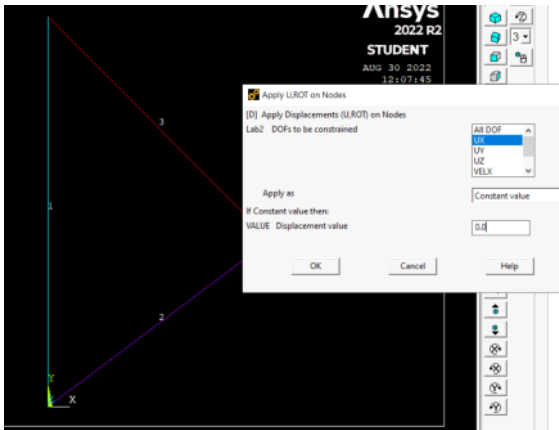 Ansys
2022 R2
STUDENT
AUG 30 2022
12:07:45
3
Apply U,ROT on Nodes
[D] Apply Displacements (U,ROT) on Nodes
Lab2 DOFs to be constrained
All DOF
UX
UY
UZ
VELX
Apply as
Constant value
If Constant value then:
VALUE Displacement value
0.0
OK
Cancel
Help
3
1
2
Y
X